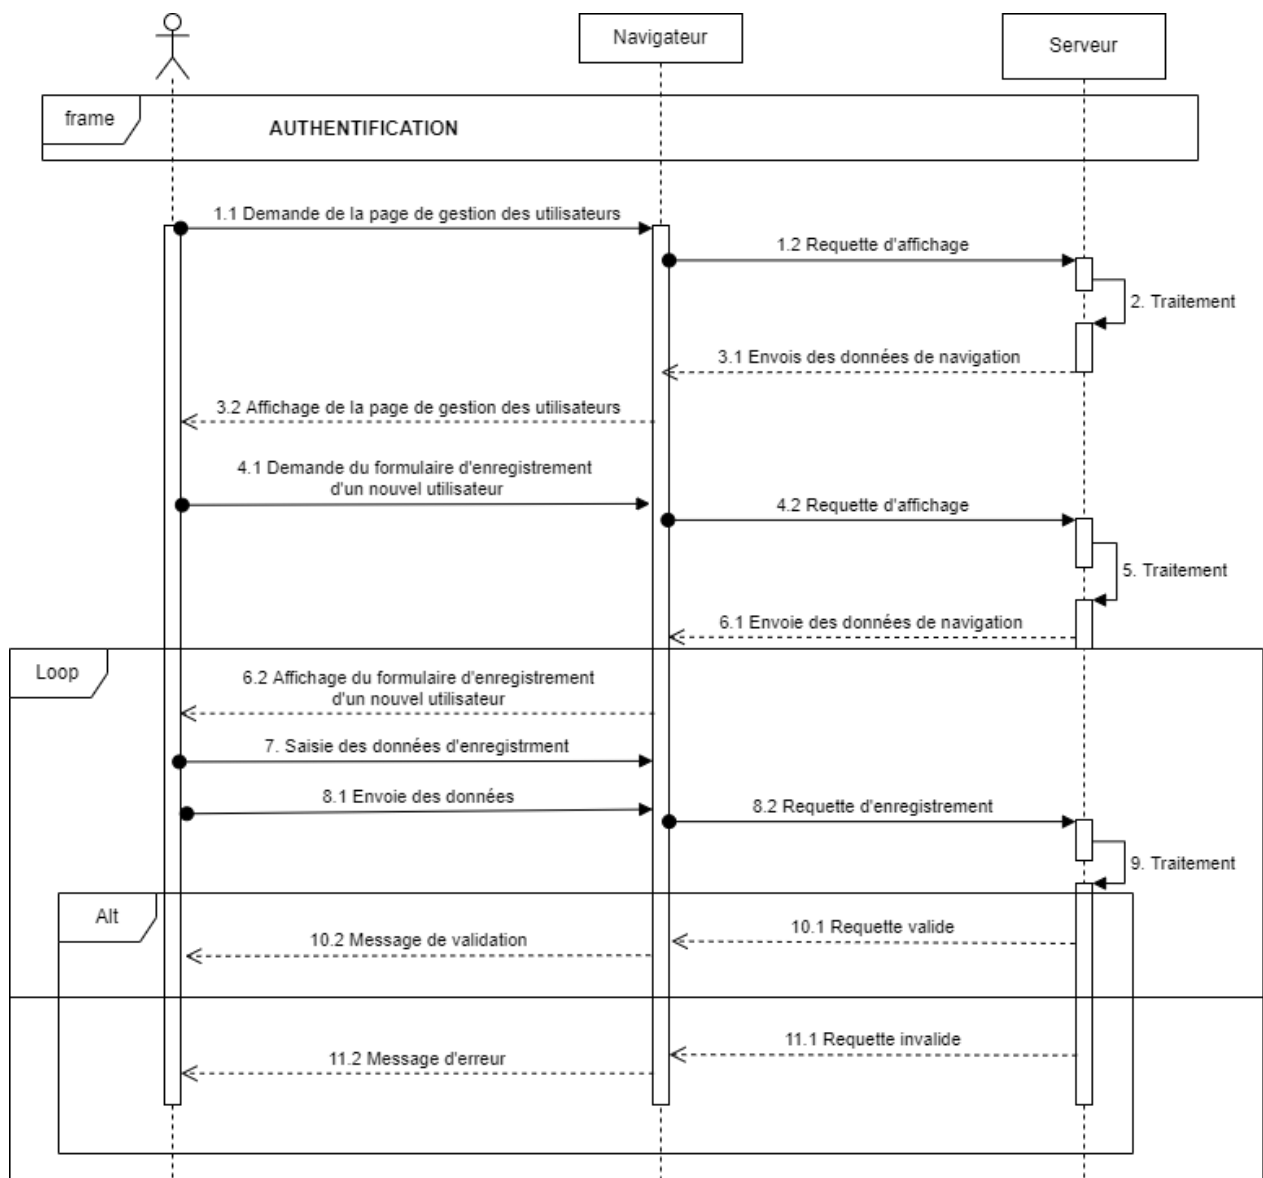 Navigateur
Serveur
frame
AUTHENTIFICATION
1.1 Demande de la page de gestion des utilisateurs
1.2 Requette d'affichage
2. Traitement
3.1 Envois des données de navigation
3.2 Affichage de la page de gestion des utilisateurs
4.1 Demande du formulaire d'enregistrement
d'un nouvel utilisateur
4.2 Requette d'affichage
5. Traitement
6.1 Envoie des données de navigation
Loop
6.2 Affichage du formulaire d'enregistrement
d'un nouvel utilisateur
7. Saisie des données d'enregistrment
8.1 Envoie des données
8.2 Requette d'enregistrement
9. Traitement
Alt
10.1 Requette valide
10.2 Message de validation
11.1 Requette invalide
11.2 Message d'erreur